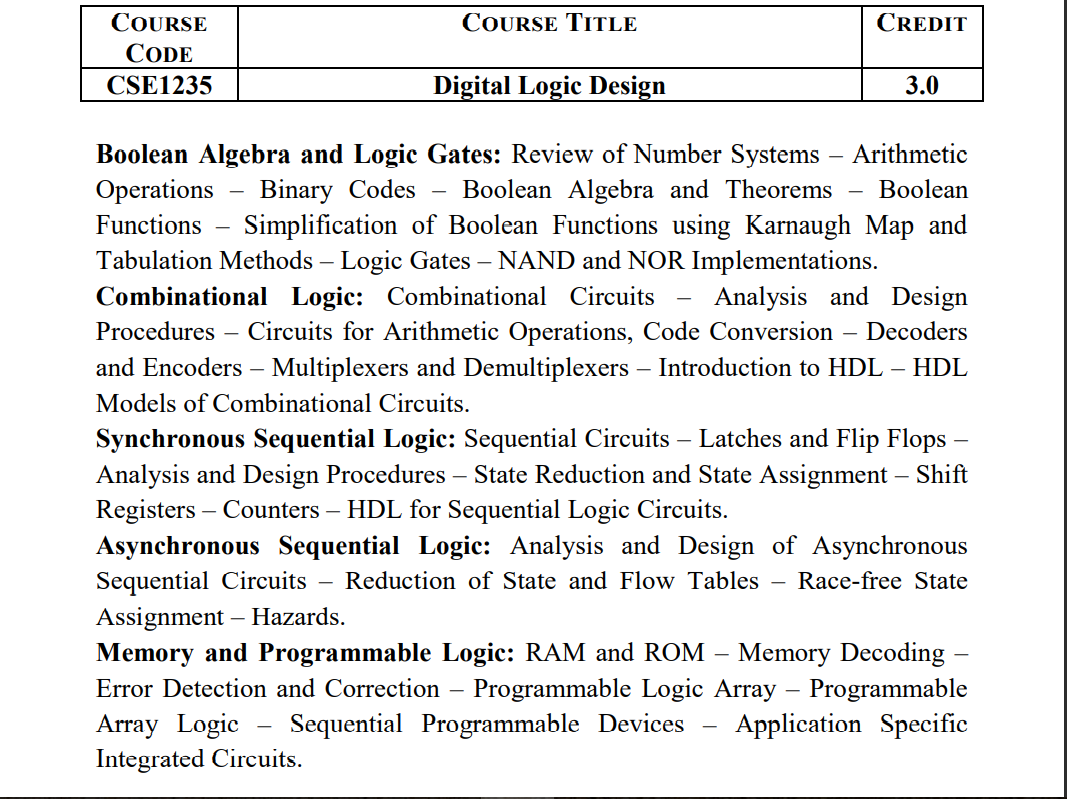 COURSE CODE COURSE TITLE CREDIT
CSE1235 Digital Logic Design 3.0
Boolean Algebra and Logic Gates: Review of Number Systems – Arithmetic
Operations – Binary Codes – Boolean Algebra and Theorems – Boolean
Functions – Simplification of Boolean Functions using Karnaugh Map and
Tabulation Methods – Logic Gates – NAND and NOR Implementations.
Combinational Logic: Combinational Circuits – Analysis and Design
Procedures – Circuits for Arithmetic Operations, Code Conversion – Decoders
and Encoders – Multiplexers and Demultiplexers – Introduction to HDL – HDL
Models of Combinational Circuits.
Synchronous Sequential Logic: Sequential Circuits – Latches and Flip Flops –
Analysis and Design Procedures – State Reduction and State Assignment – Shift
Registers – Counters – HDL for Sequential Logic Circuits.
Asynchronous Sequential Logic: Analysis and Design of Asynchronous
Sequential Circuits – Reduction of State and Flow Tables – Race-free State
Assignment – Hazards.
Memory and Programmable Logic: RAM and ROM – Memory Decoding –
Error Detection and Correction – Programmable Logic Array – Programmable
Array Logic – Sequential Programmable Devices – Application Specific
Integrated Circuits.